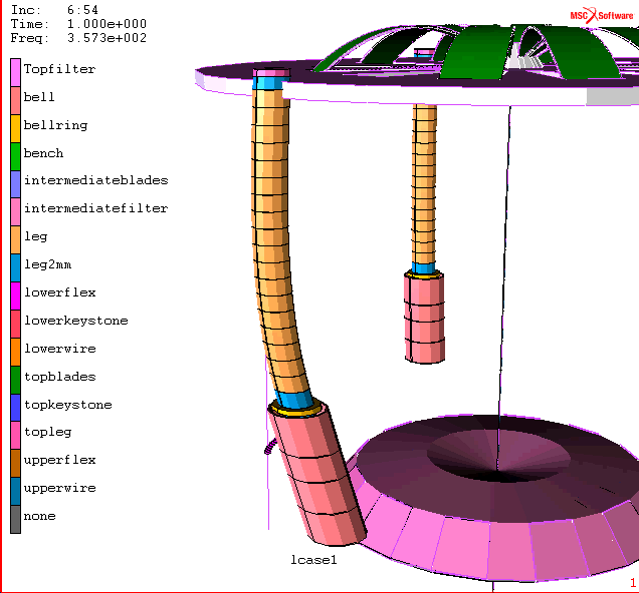 Inc: 6:54
Time: 1.000e+000
Freq: 3.573e+002
MSC Software
Topfilter
bell
bellring
bench
intermediateblades
intermediatefilter
leg
leg2mm
lowerflex
lowerkeystone
lowerwire
topblades
topkeystone
topleg
upperflex
upperwire
none
lcase1
1